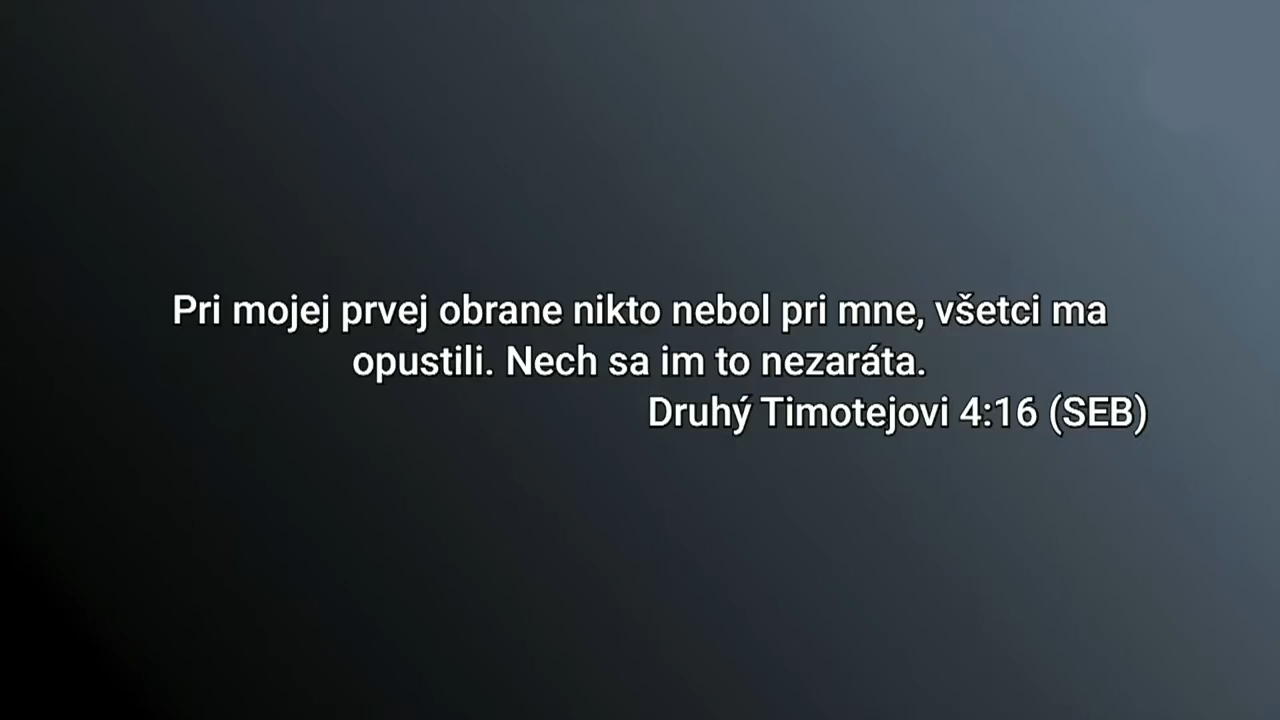 Pri mojej prvej obrane nikto nebol pri mne, všetci ma
opustili. Nech sa im to nezaráta.
Druhý Timotejovi 4:16 (SEB)